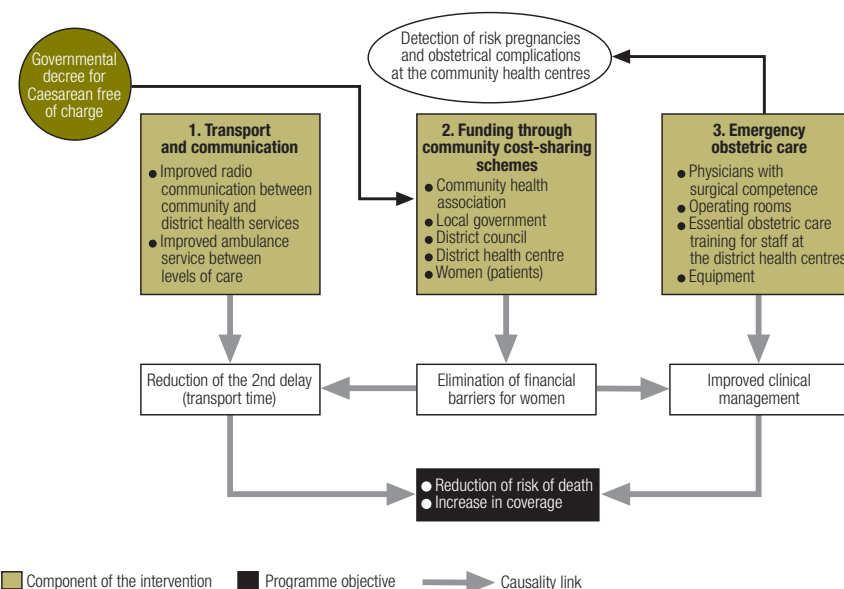 Governmental
decree for
Caesarean free
of charge
Detection of risk pregnancies
and obstetrical complications
at the community health centres
1. Transport
and communication
● Improved radio
communication between
community and
district health services
● Improved ambulance
service between
levels of care
2. Funding through
community cost-sharing
schemes
● Community health
association
● Local government
● District council
● District health centre
● Women (patients)
3. Emergency
obstetric care
● Physicians with
surgical competence
● Operating rooms
● Essential obstetric care
training for staff at
the district health centres
● Equipment
Reduction of the 2nd delay
(transport time)
Elimination of financial
barriers for women
Improved clinical
management
● Reduction of risk of death
● Increase in coverage
Component of the intervention
Programme objective
Causality link